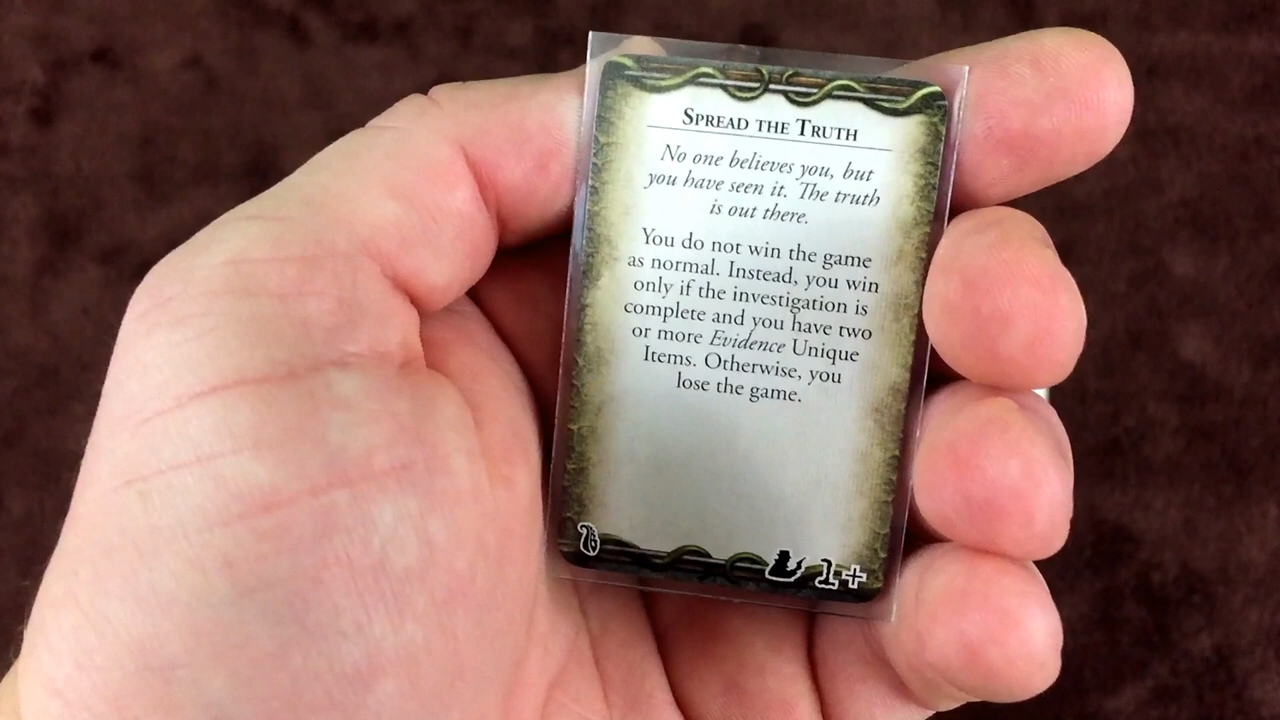 SPREAD THE TRUTH
No one believes you, but
you have seen it. The truth
is out there.
You do not win the game
as normal. Instead, you win
only if the investigation is
complete and you have two
or more Evidence Unique
Items. Otherwise, you
lose the game.
1+